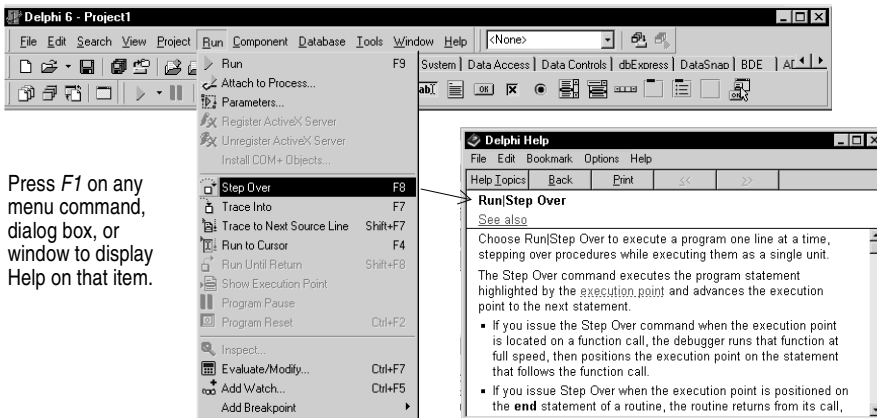 Delphi 6 - Project1
File Edit Search View Project Run Component Database Tools Window Help <None>
System Data Access Data Controls dbExpress DataSnap BDE
Run F9
Attach to Process...
Parameters...
Register ActiveX Server
Unregister ActiveX Server
Install COM+ Objects...
Step Over F8
Trace Into F7
Trace to Next Source Line Shift+F7
Run to Cursor F4
Run Until Return Shift+F8
Show Execution Point
Program Pause
Program Reset Ctrl+F2
Inspect...
Evaluate/Modify... Ctrl+F7
Add Watch... Ctrl+F5
Add Breakpoint
Press F1 on any
menu command,
dialog box, or
window to display
Help on that item.
Delphi Help
File Edit Bookmark Options Help
Help Topics Back Print << >>
Run|Step Over
See also
Choose Run|Step Over to execute a program one line at a time,
stepping over procedures while executing them as a single unit.
The Step Over command executes the program statement
highlighted by the execution point and advances the execution
point to the next statement.
▪ If you issue the Step Over command when the execution point
is located on a function call, the debugger runs that function at
full speed, then positions the execution point on the statement
that follows the function call.
▪ If you issue Step Over when the execution point is positioned on
the end statement of a routine, the routine returns from its call,